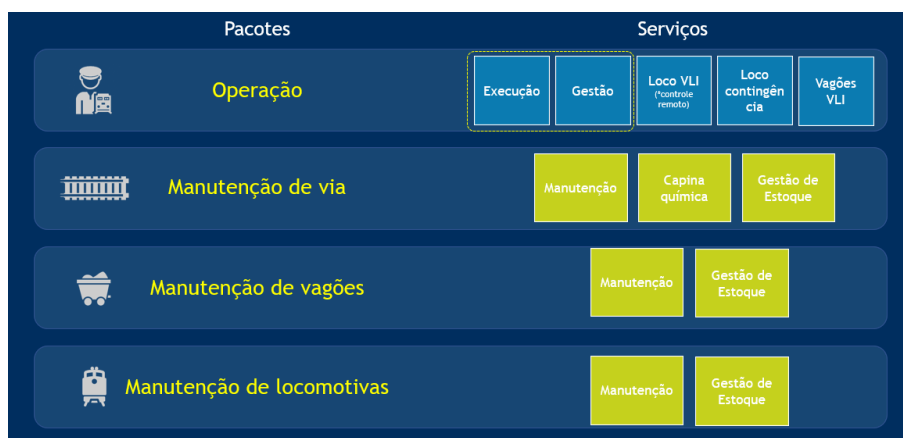 Pacotes
Serviços
Operação
Execução
Gestão
Loco VLI
(*controle
remoto)
Loco
contingên
cia
Vagões
VLI
Manutenção de via
Manutenção
Capina
química
Gestão de
Estoque
Manutenção de vagões
Manutenção
Gestão de
Estoque
Manutenção de locomotivas
Manutenção
Gestão de
Estoque